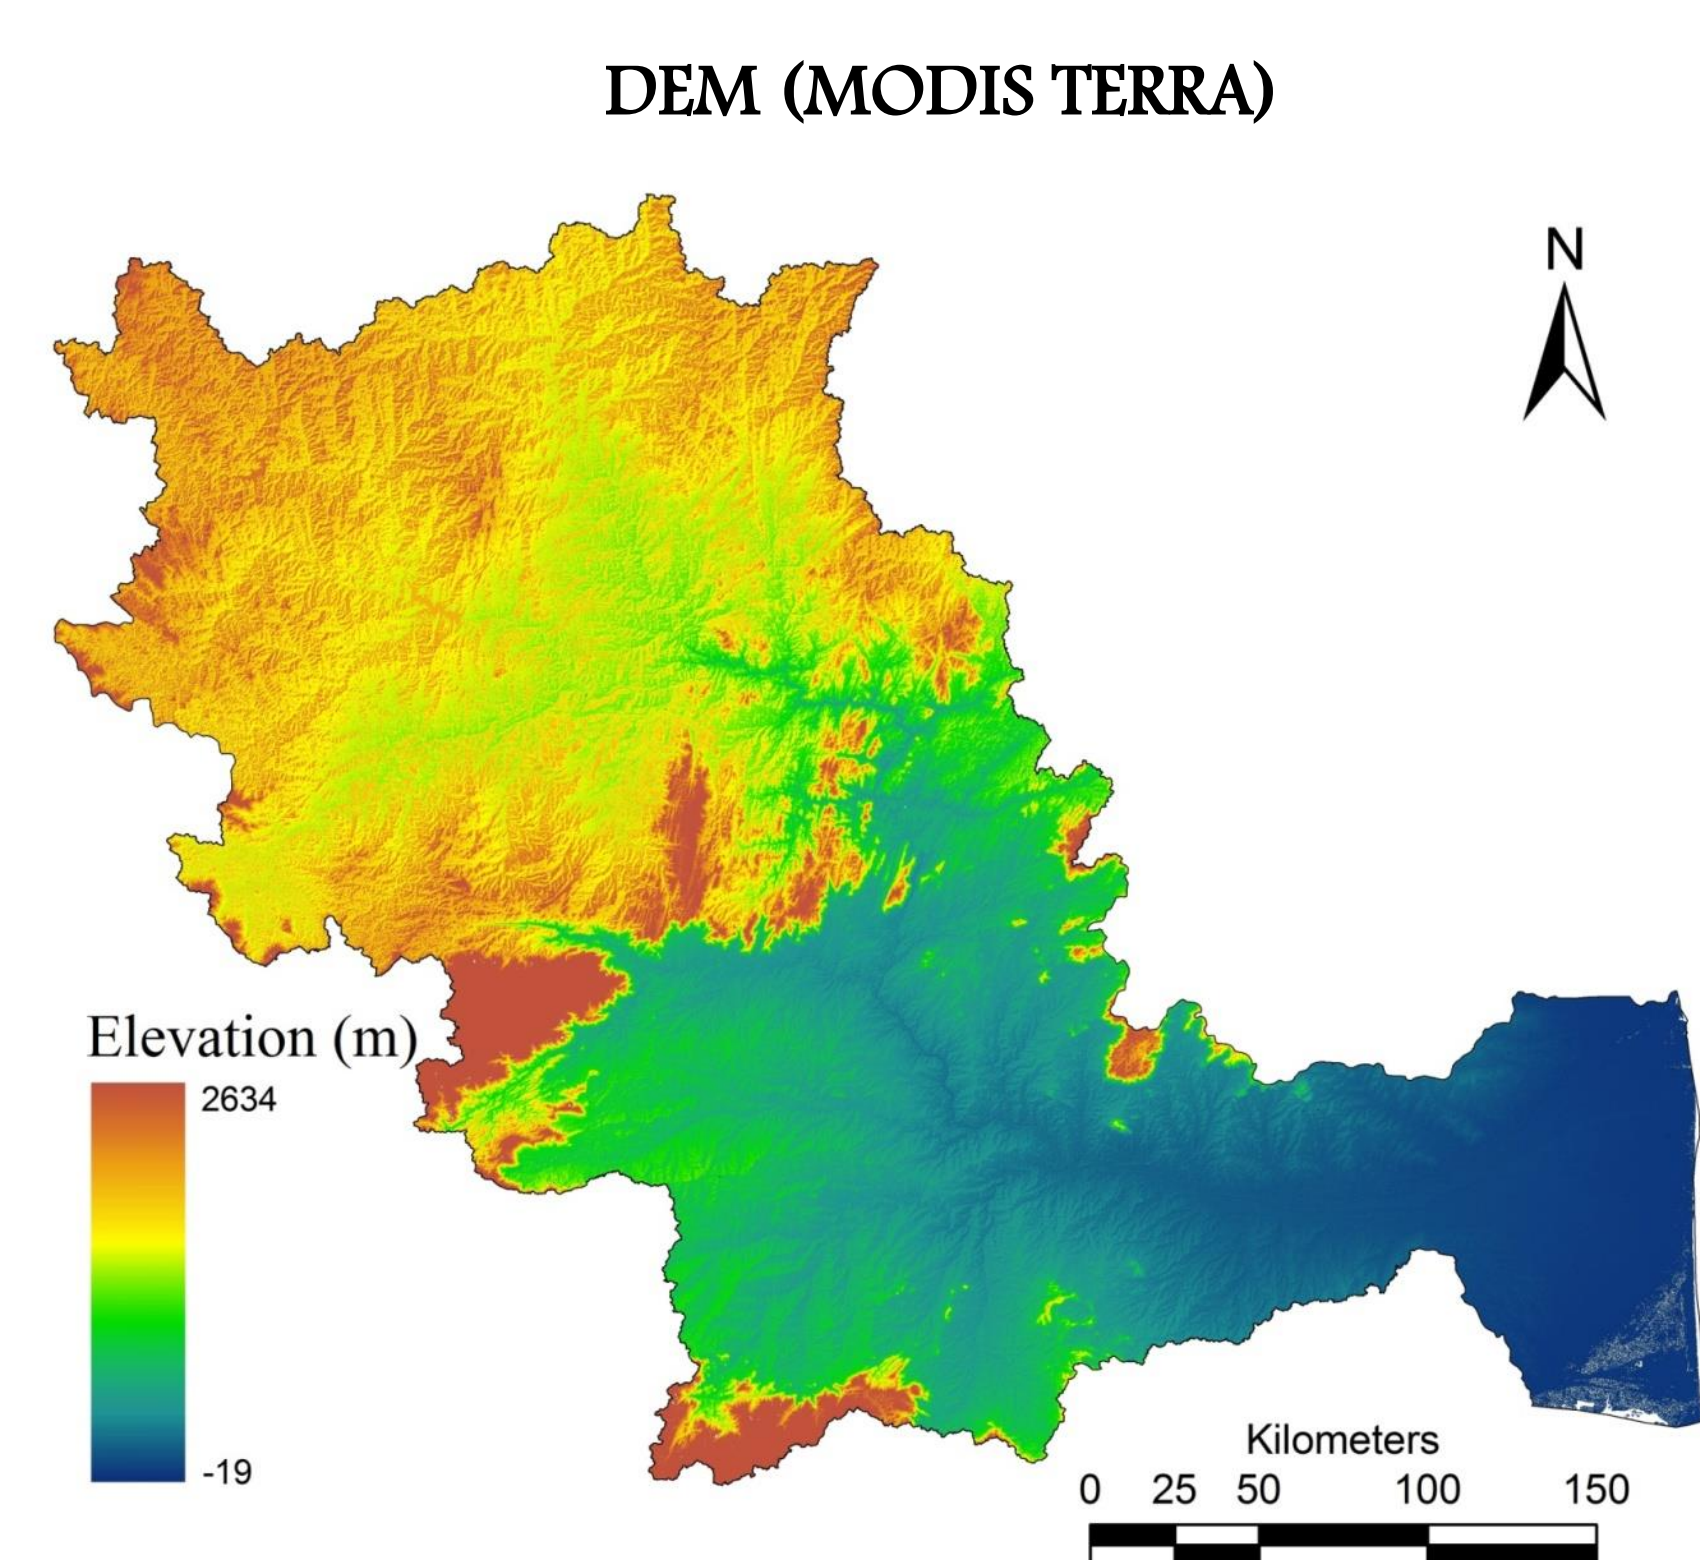 DEM (MODIS TERRA)
N
Elevation (m)
2634
-19
Kilometers
0 25 50 100 150